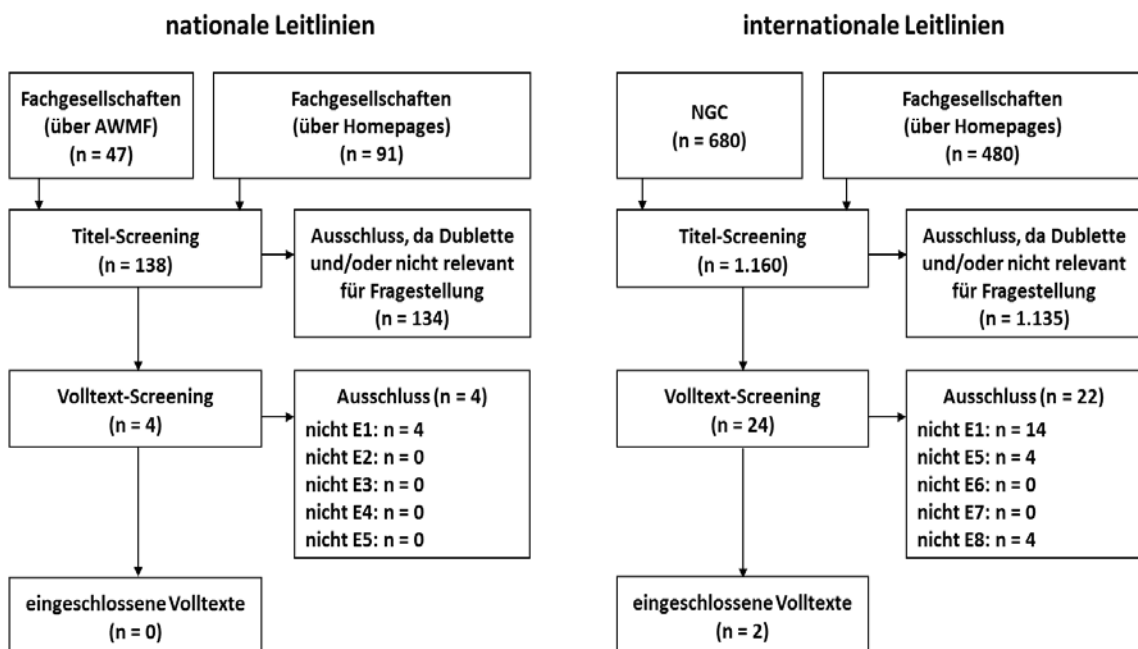 nationale Leitlinien
Fachgesellschaften
(über AWMF)
(n = 47)
Fachgesellschaften
(über Homepages)
(n = 91)
Titel-Screening
(n = 138)
Ausschluss, da Dublette
und/oder nicht relevant
für Fragestellung
(n = 134)
Volltext-Screening
(n = 4)
Ausschluss (n = 4)
nicht E1: n = 4
nicht E2: n = 0
nicht E3: n = 0
nicht E4: n = 0
nicht E5: n = 0
eingeschlossene Volltexte
(n = 0)
internationale Leitlinien
NGC
(n = 680)
Fachgesellschaften
(über Homepages)
(n = 480)
Titel-Screening
(n = 1.160)
Ausschluss, da Dublette
und/oder nicht relevant
für Fragestellung
(n = 1.135)
Volltext-Screening
(n = 24)
Ausschluss (n = 22)
nicht E1: n = 14
nicht E5: n = 4
nicht E6: n = 0
nicht E7: n = 0
nicht E8: n = 4
eingeschlossene Volltexte
(n = 2)